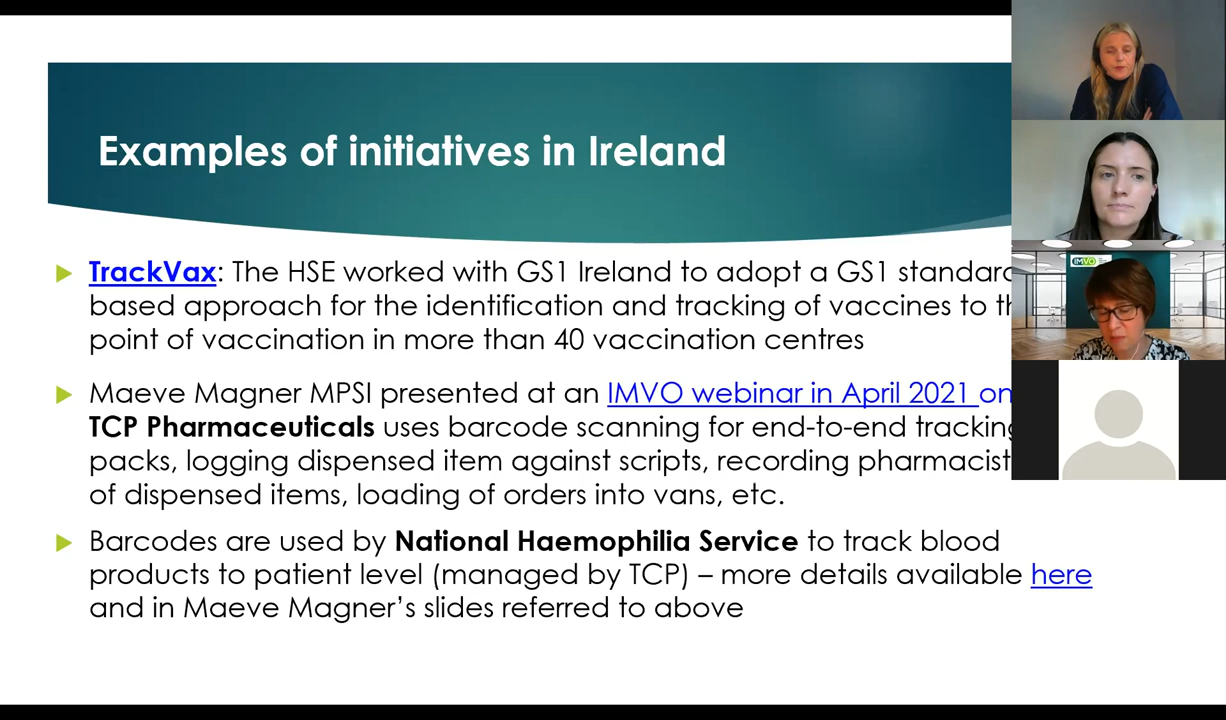 Examples of initiatives in Ireland
TrackVax: The HSE worked with GS1 Ireland to adopt a GS1
based approach for the identification and tracking of vaccines to
point of vaccination in more than 40 vaccination centres
Maeve Magner MPSI presented at an IMVO webinar in April 2021 on
TCP Pharmaceuticals uses barcode scanning for end-to-end
packs, logging dispensed item against scripts, recording pharmacist
of dispensed items, loading of orders into vans, etc.
Barcodes are used by National Haemophilia Service to track blood
products to patient level (managed by TCP) – more details available here
and in Maeve Magner’s slides referred to above
IMVO